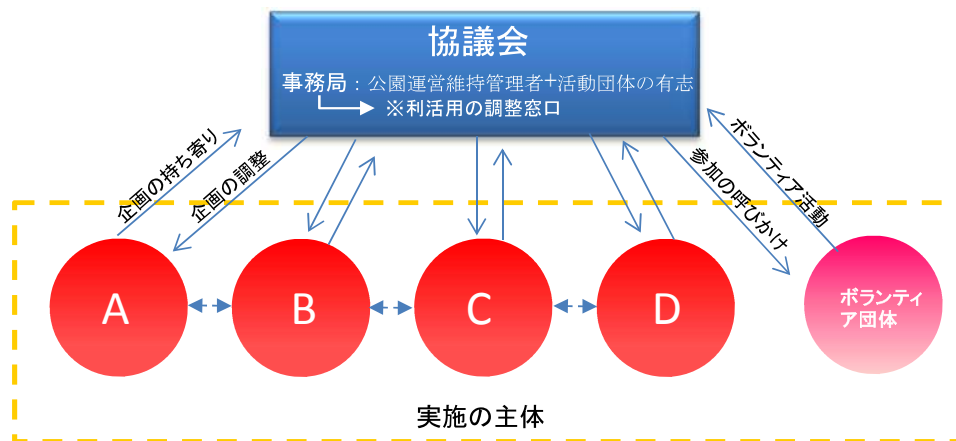 協議会
事務局：公園運営維持管理者+活動団体の有志
※利活用の調整窓口
企画の持ち寄り
企画の調整
参加の呼びかけ
ボランティア活動
A
B
C
D
ボランティ
ア団体
実施の主体